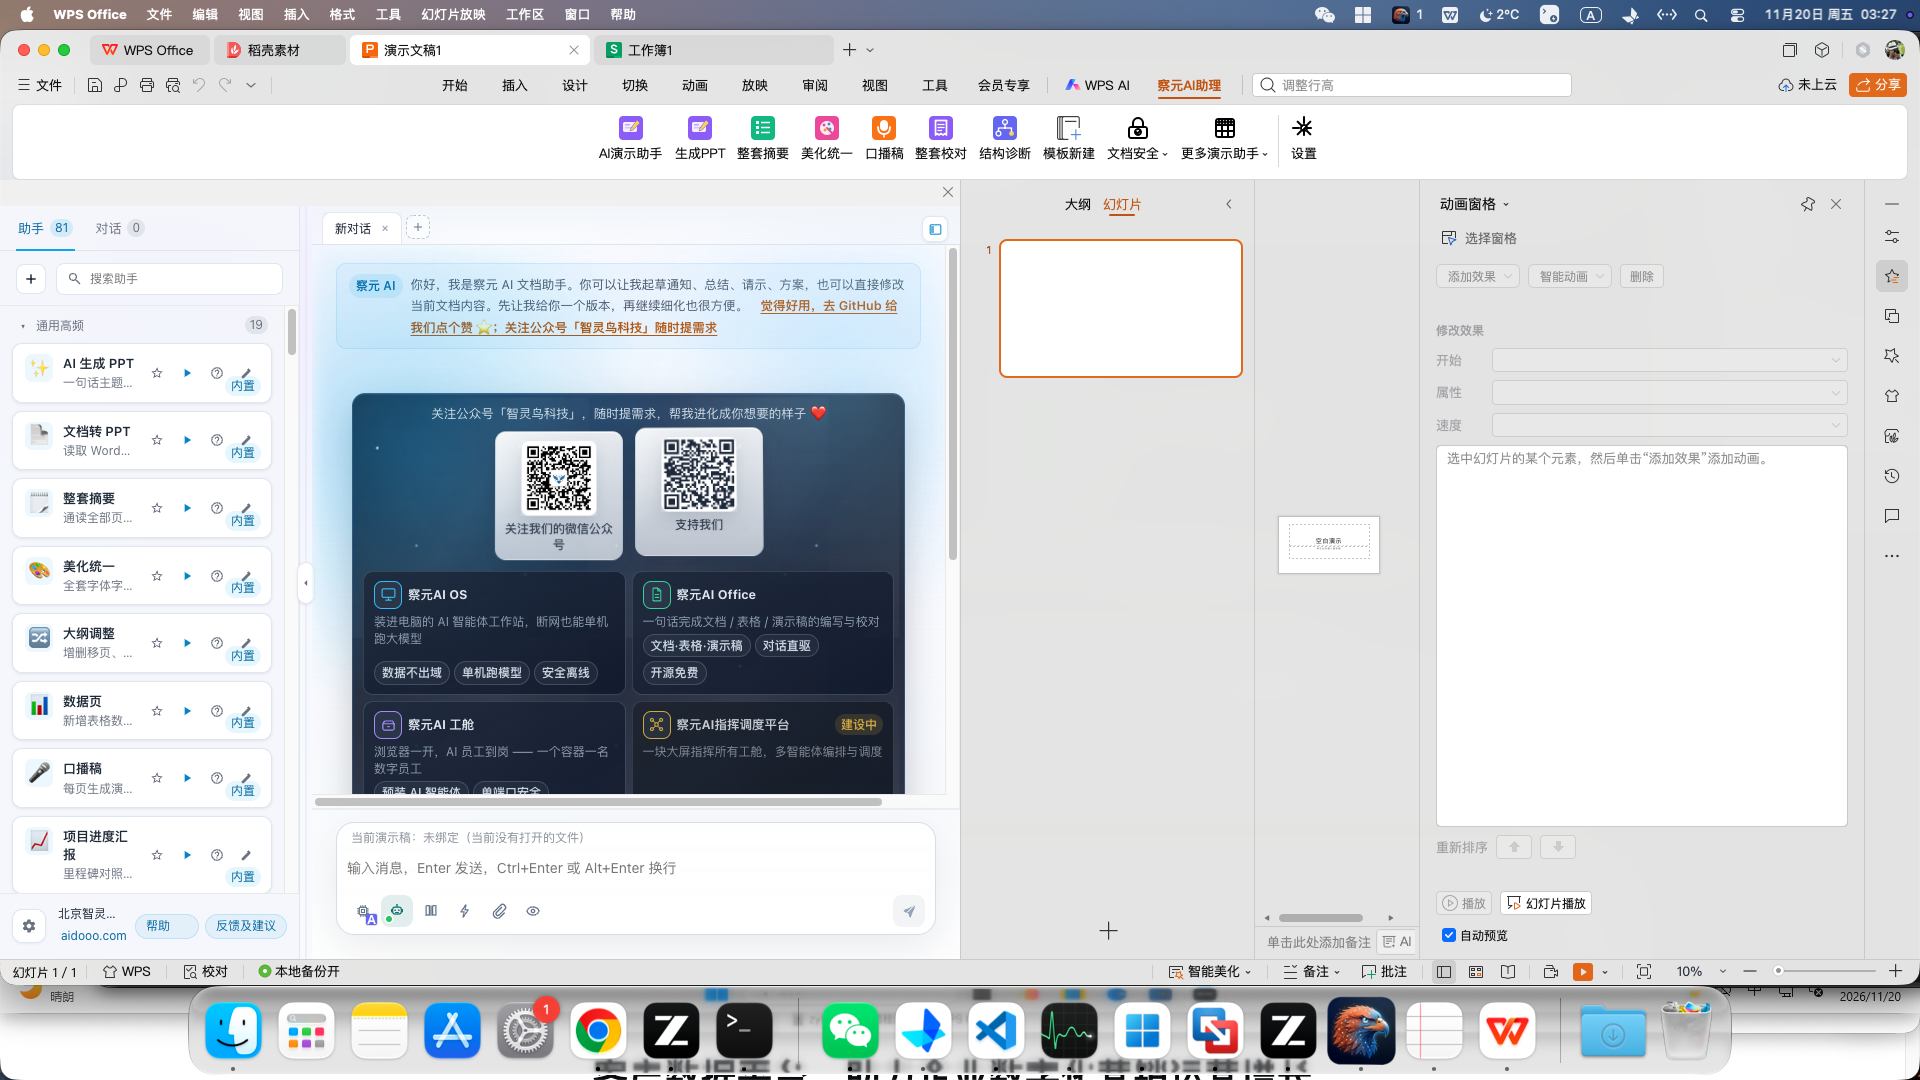 WPS Office 文件 编辑 视图 插入 格式 工具 幻灯片放映 工作区 窗口 帮助
1 2°C A 11月20日 周五 03:27
WPS Office 稻壳素材 演示文稿1 工作簿1
文件 开始 插入 设计 切换 动画 放映 审阅 视图 工具 会员专享 WPS AI 察元AI助理 调整行高 未上云 分享
AI演示助手 生成PPT 整套摘要 美化统一 口播稿 整套校对 结构诊断 模板新建 文档安全 更多演示助手 设置
助手 81 对话 0
搜索助手
通用高频 19
AI 生成 PPT
一句话主题...
内置
文档转 PPT
读取 Word...
内置
整套摘要
通读全部页...
内置
美化统一
全套字体字...
内置
大纲调整
增删移页、...
内置
数据页
新增表格数...
内置
口播稿
每页生成演...
内置
项目进度汇报
里程碑对照...
内置
北京智灵...
aidooo.com
帮助 反馈及建议
新对话
察元 AI 你好，我是察元 AI 文档助手。你可以让我起草通知、总结、请示、方案，也可以直接修改
当前文档内容。先让我给你一个版本，再继续细化也很方便。 觉得好用，去 GitHub 给
我们点个赞 ⭐；关注公众号「智灵鸟科技」随时提需求
关注公众号「智灵鸟科技」，随时提需求，帮我进化成你想要的样子 ❤️
关注我们的微信公众号
支持我们
察元AI OS
装进电脑的 AI 智能体工作站，断网也能单机跑大模型
数据不出域 单机跑模型 安全离线
察元AI Office
一句话完成文档 / 表格 / 演示稿的编写与校对
文档·表格·演示稿 对话直驱
开源免费
察元AI 工舱
浏览器一开，AI 员工到岗 —— 一个容器一名数字员工
预装 AI 智能体 单端口安全
察元AI指挥调度平台 建设中
一块大屏指挥所有工舱，多智能体编排与调度
当前演示稿：未绑定（当前没有打开的文件）
输入消息，Enter 发送，Ctrl+Enter 或 Alt+Enter 换行
大纲 幻灯片
1
空白演示
单击此处添加备注 AI
动画窗格
选择窗格
添加效果 智能动画 删除
修改效果
开始
属性
速度
选中幻灯片的某个元素，然后单击“添加效果”添加动画。
重新排序
播放 幻灯片播放
自动预览
幻灯片 1 / 1 WPS 校对 本地备份开 智能美化 备注 批注 10%
晴朗
2026/11/20
1